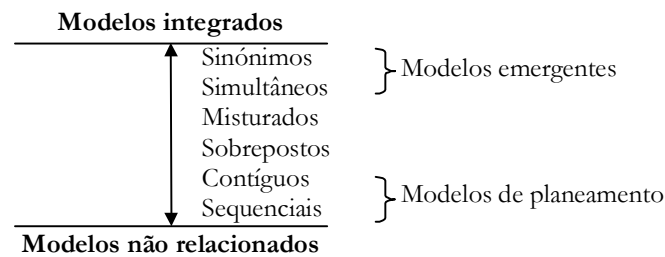 Modelos integrados
Sinónimos
Simultâneos
Modelos emergentes
Misturados
Sobrepostos
Contíguos
Sequenciais
Modelos de planeamento
Modelos não relacionados